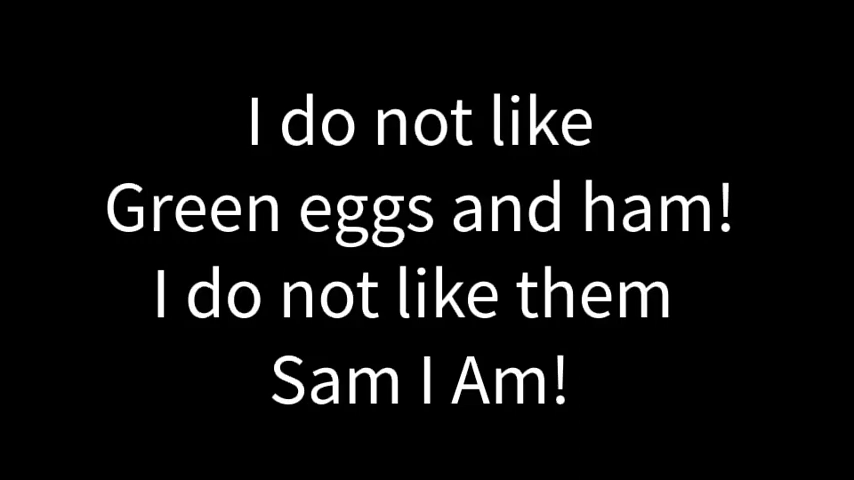 I do not like
Green eggs and ham!
I do not like them
Sam I Am!